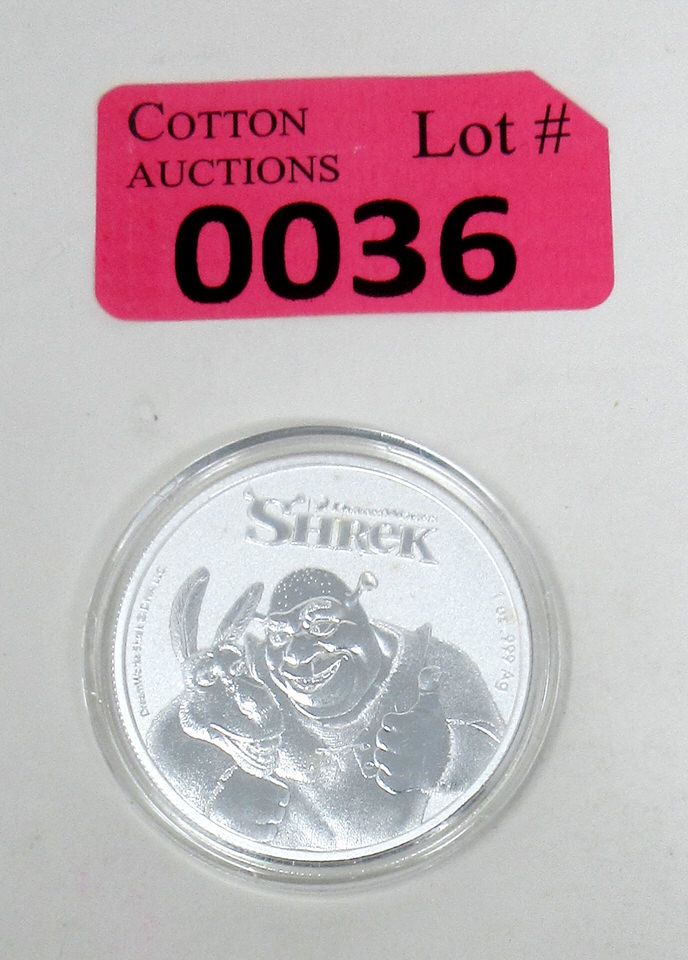 COTTON
AUCTIONS
Lot #
0036
SHREK
1 oz .999 Ag